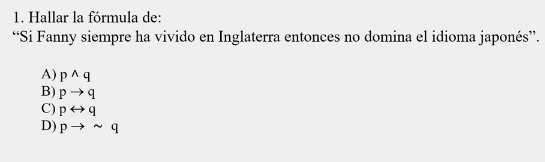 1. Hallar la fórmula de:
“Si Fanny siempre ha vivido en Inglaterra entonces no domina el idioma japonés”.
A) p ∧ q
B) p → q
C) p ↔ q
D) p → ~ q